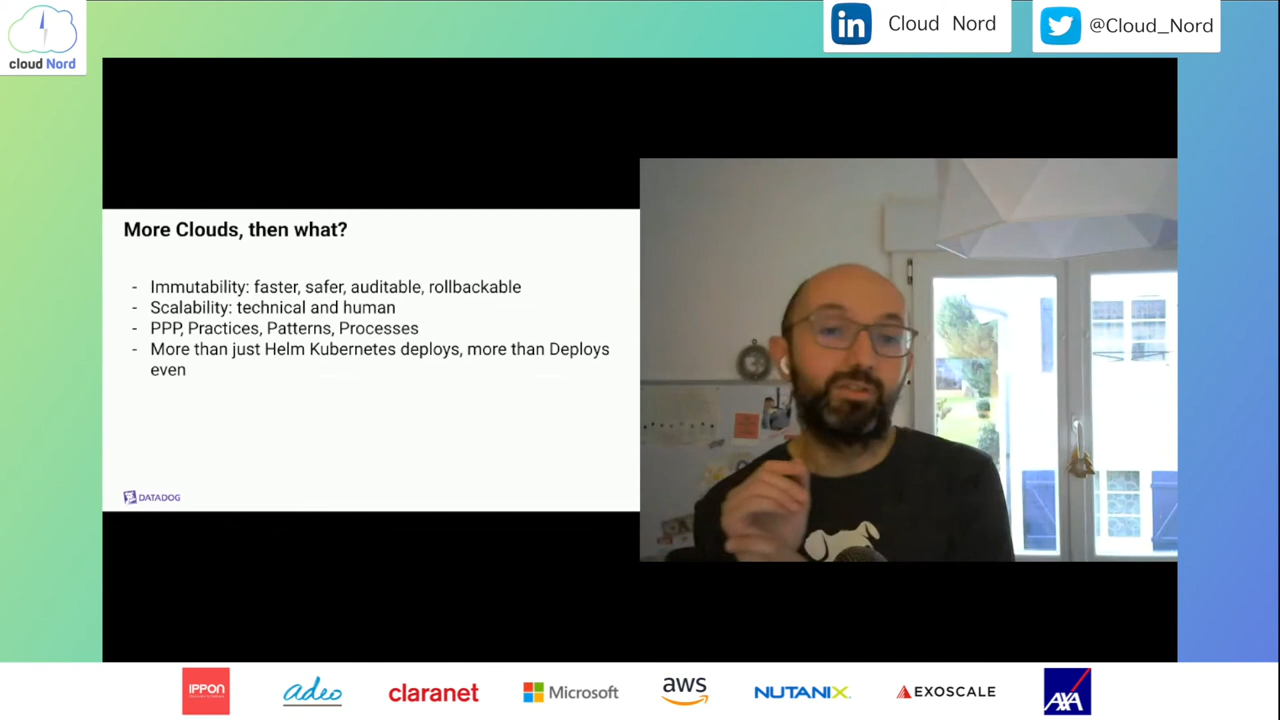 cloud Nord
in Cloud Nord
@Cloud_Nord
More Clouds, then what?
- Immutability: faster, safer, auditable, rollbackable
- Scalability: technical and human
- PPP, Practices, Patterns, Processes
- More than just Helm Kubernetes deploys, more than Deploys
even
DATADOG
IPPON
adeo
claranet
Microsoft
aws
NUTANIX
EXOSCALE
AXA